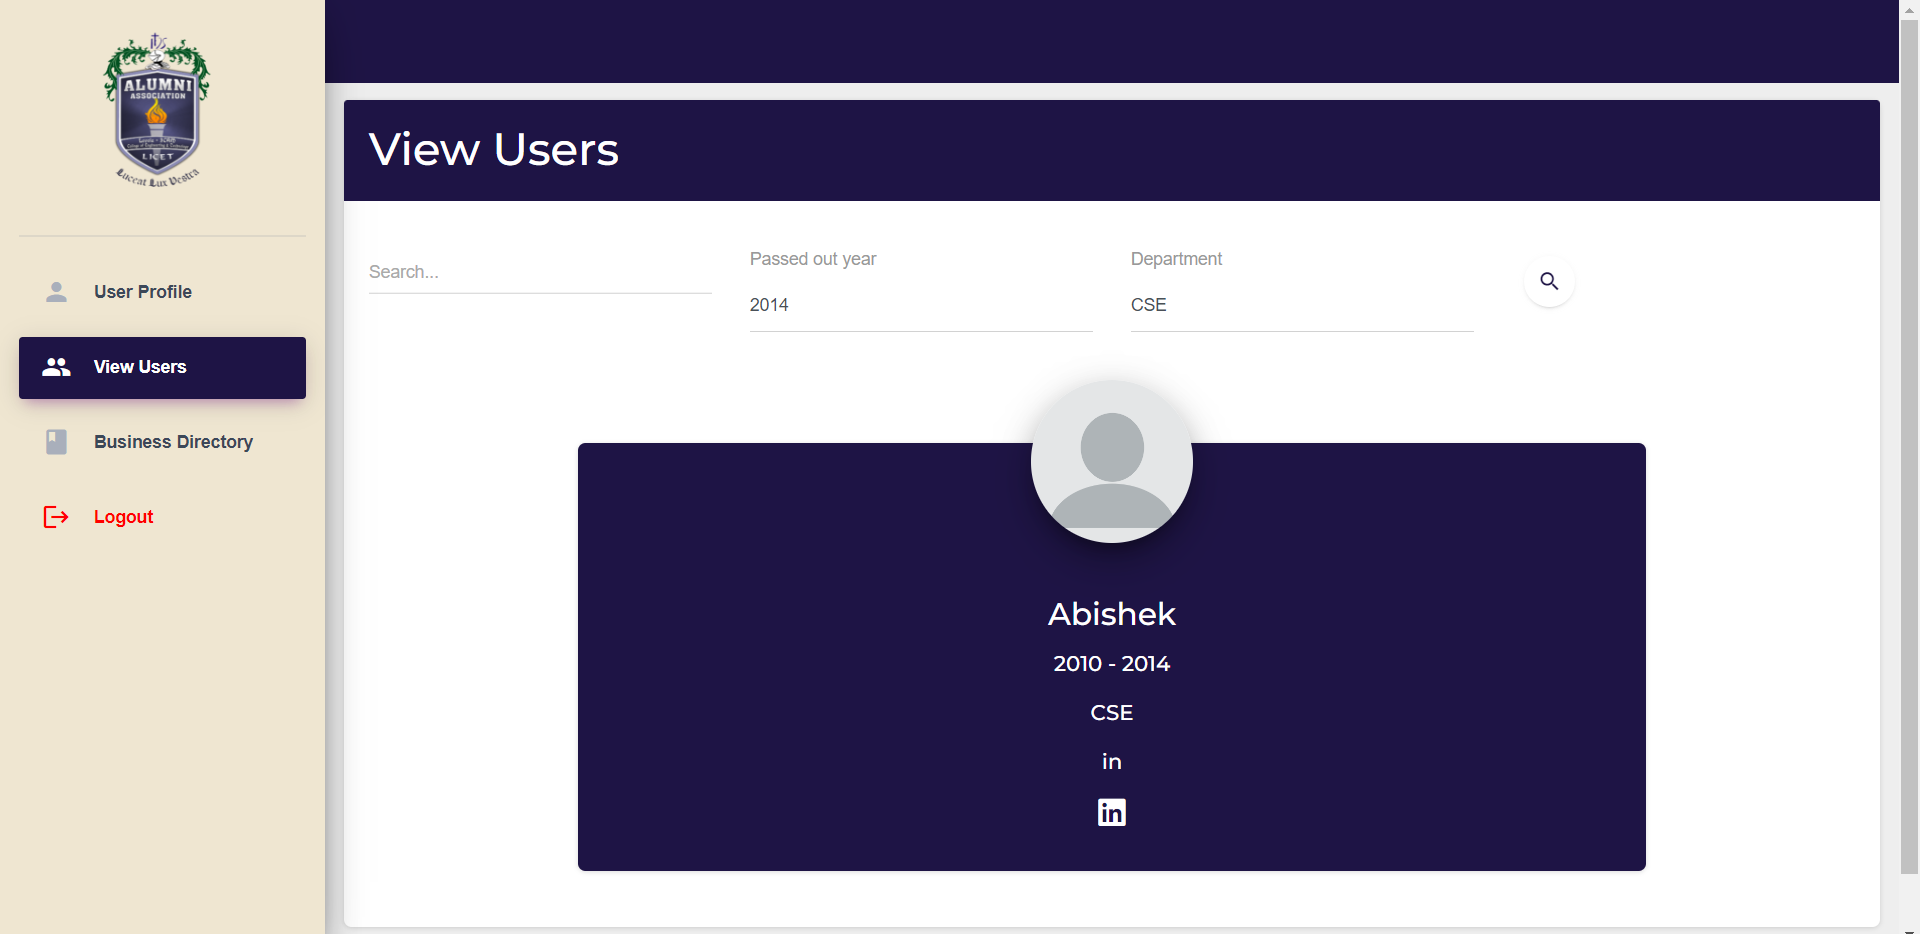 ALUMNI
ASSOCIATION
LICET
Luceat Lux Vestra
User Profile
View Users
Business Directory
Logout
View Users
Search...
Passed out year
2014
Department
CSE
Abishek
2010 - 2014
CSE
in
in